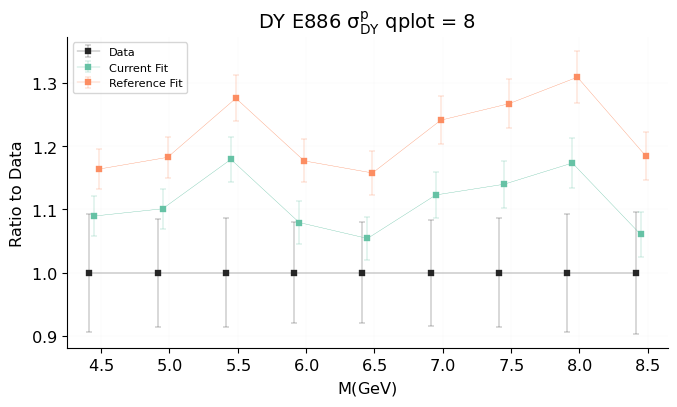 DY E886 σᵖ_DY qplot = 8
Data
Current Fit
Reference Fit
Ratio to Data
1.3
1.2
1.1
1.0
0.9
4.5 5.0 5.5 6.0 6.5 7.0 7.5 8.0 8.5
M(GeV)